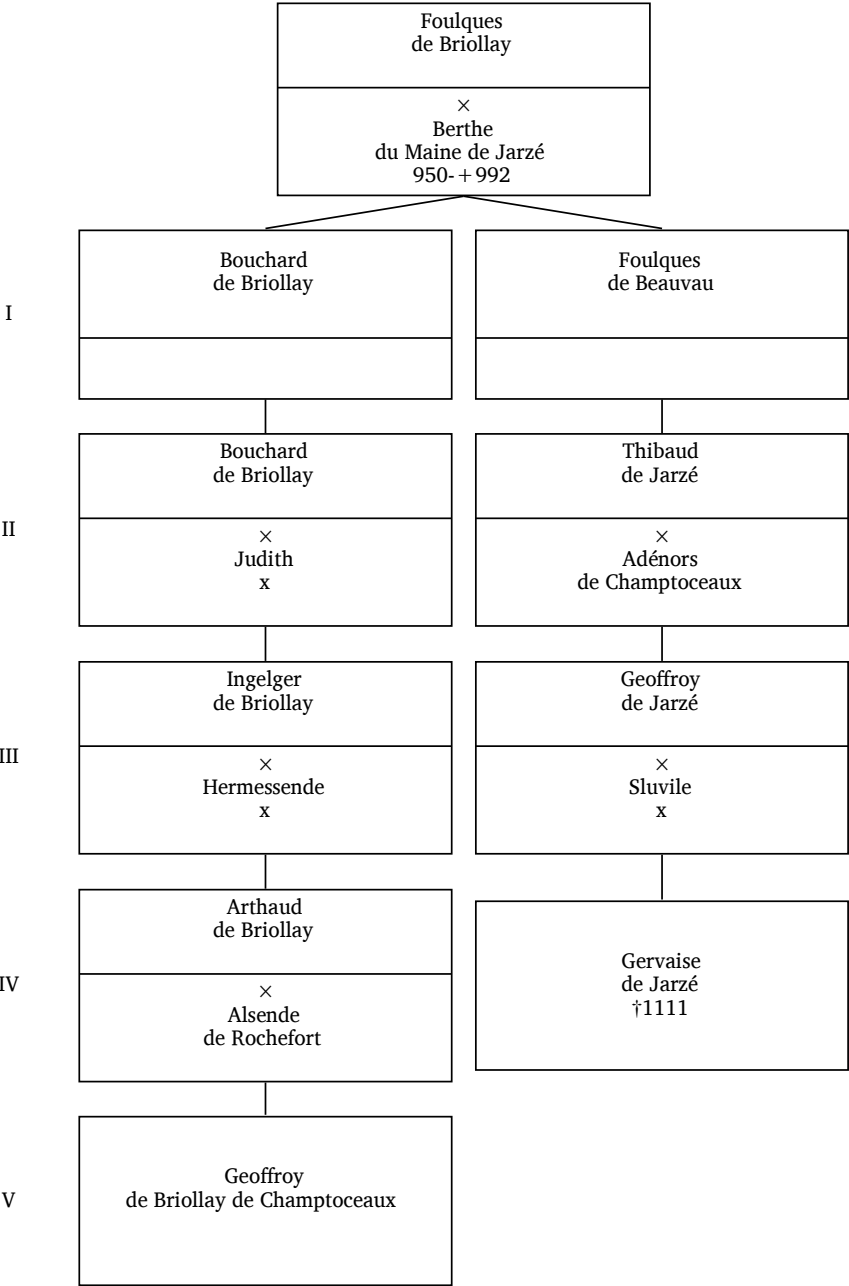 Foulques
de Briollay
×
Berthe
du Maine de Jarzé
950-+992
I
Bouchard
de Briollay
Foulques
de Beauvau
II
Bouchard
de Briollay
×
Judith
x
Thibaud
de Jarzé
×
Adénors
de Champtoceaux
III
Ingelger
de Briollay
×
Hermessende
x
Geoffroy
de Jarzé
×
Sluvile
x
IV
Arthaud
de Briollay
×
Alsende
de Rochefort
Gervaise
de Jarzé
†1111
V
Geoffroy
de Briollay de Champtoceaux